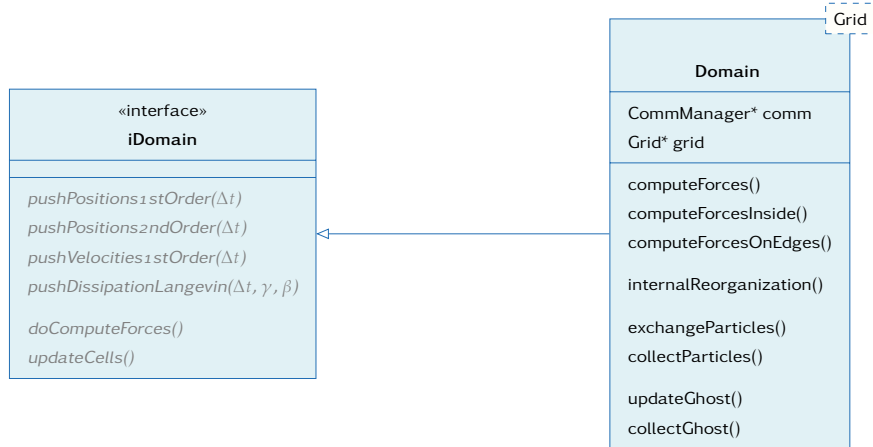 «interface»
iDomain
pushPositions1stOrder(Δt)
pushPositions2ndOrder(Δt)
pushVelocities1stOrder(Δt)
pushDissipationLangevin(Δt, γ, β)
doComputeForces()
updateCells()
Grid
Domain
CommManager* comm
Grid* grid
computeForces()
computeForcesInside()
computeForcesOnEdges()
internalReorganization()
exchangeParticles()
collectParticles()
updateGhost()
collectGhost()